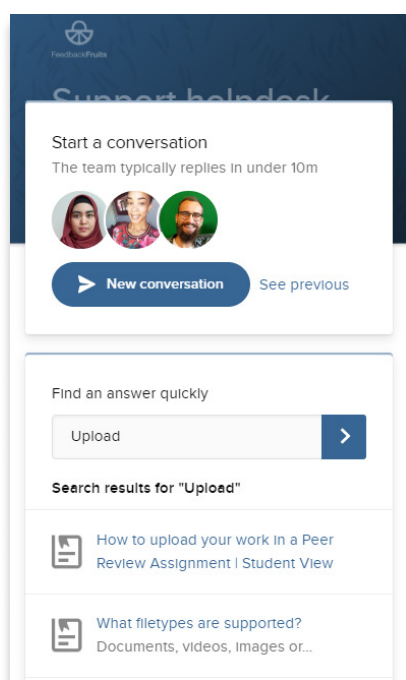 FeedbackFruits
Support helpdesk
Start a conversation
The team typically replies in under 10m
New conversation
See previous
Find an answer quickly
Upload
Search results for "Upload"
How to upload your work in a Peer
Review Assignment | Student View
What filetypes are supported?
Documents, videos, images or...